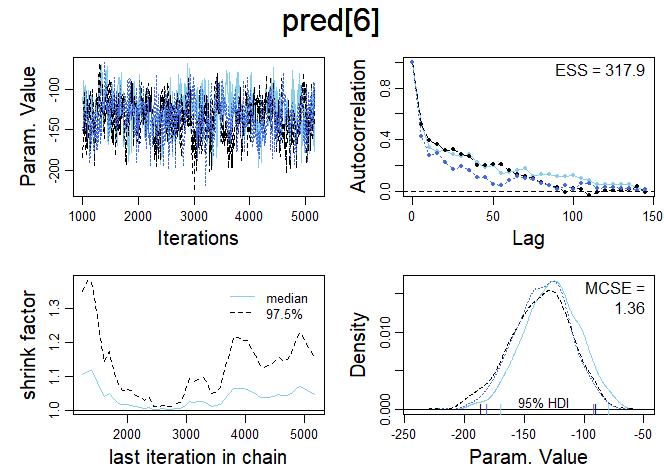 pred[6]
Param. Value
-200 -150 -100
1000 2000 3000 4000 5000
Iterations
Autocorrelation
0.0 0.4 0.8
ESS = 317.9
0 50 100 150
Lag
shrink factor
1.0 1.1 1.2 1.3
median
97.5%
2000 3000 4000 5000
last iteration in chain
Density
0.000 0.010
MCSE =
1.36
95% HDI
-250 -200 -150 -100 -50
Param. Value